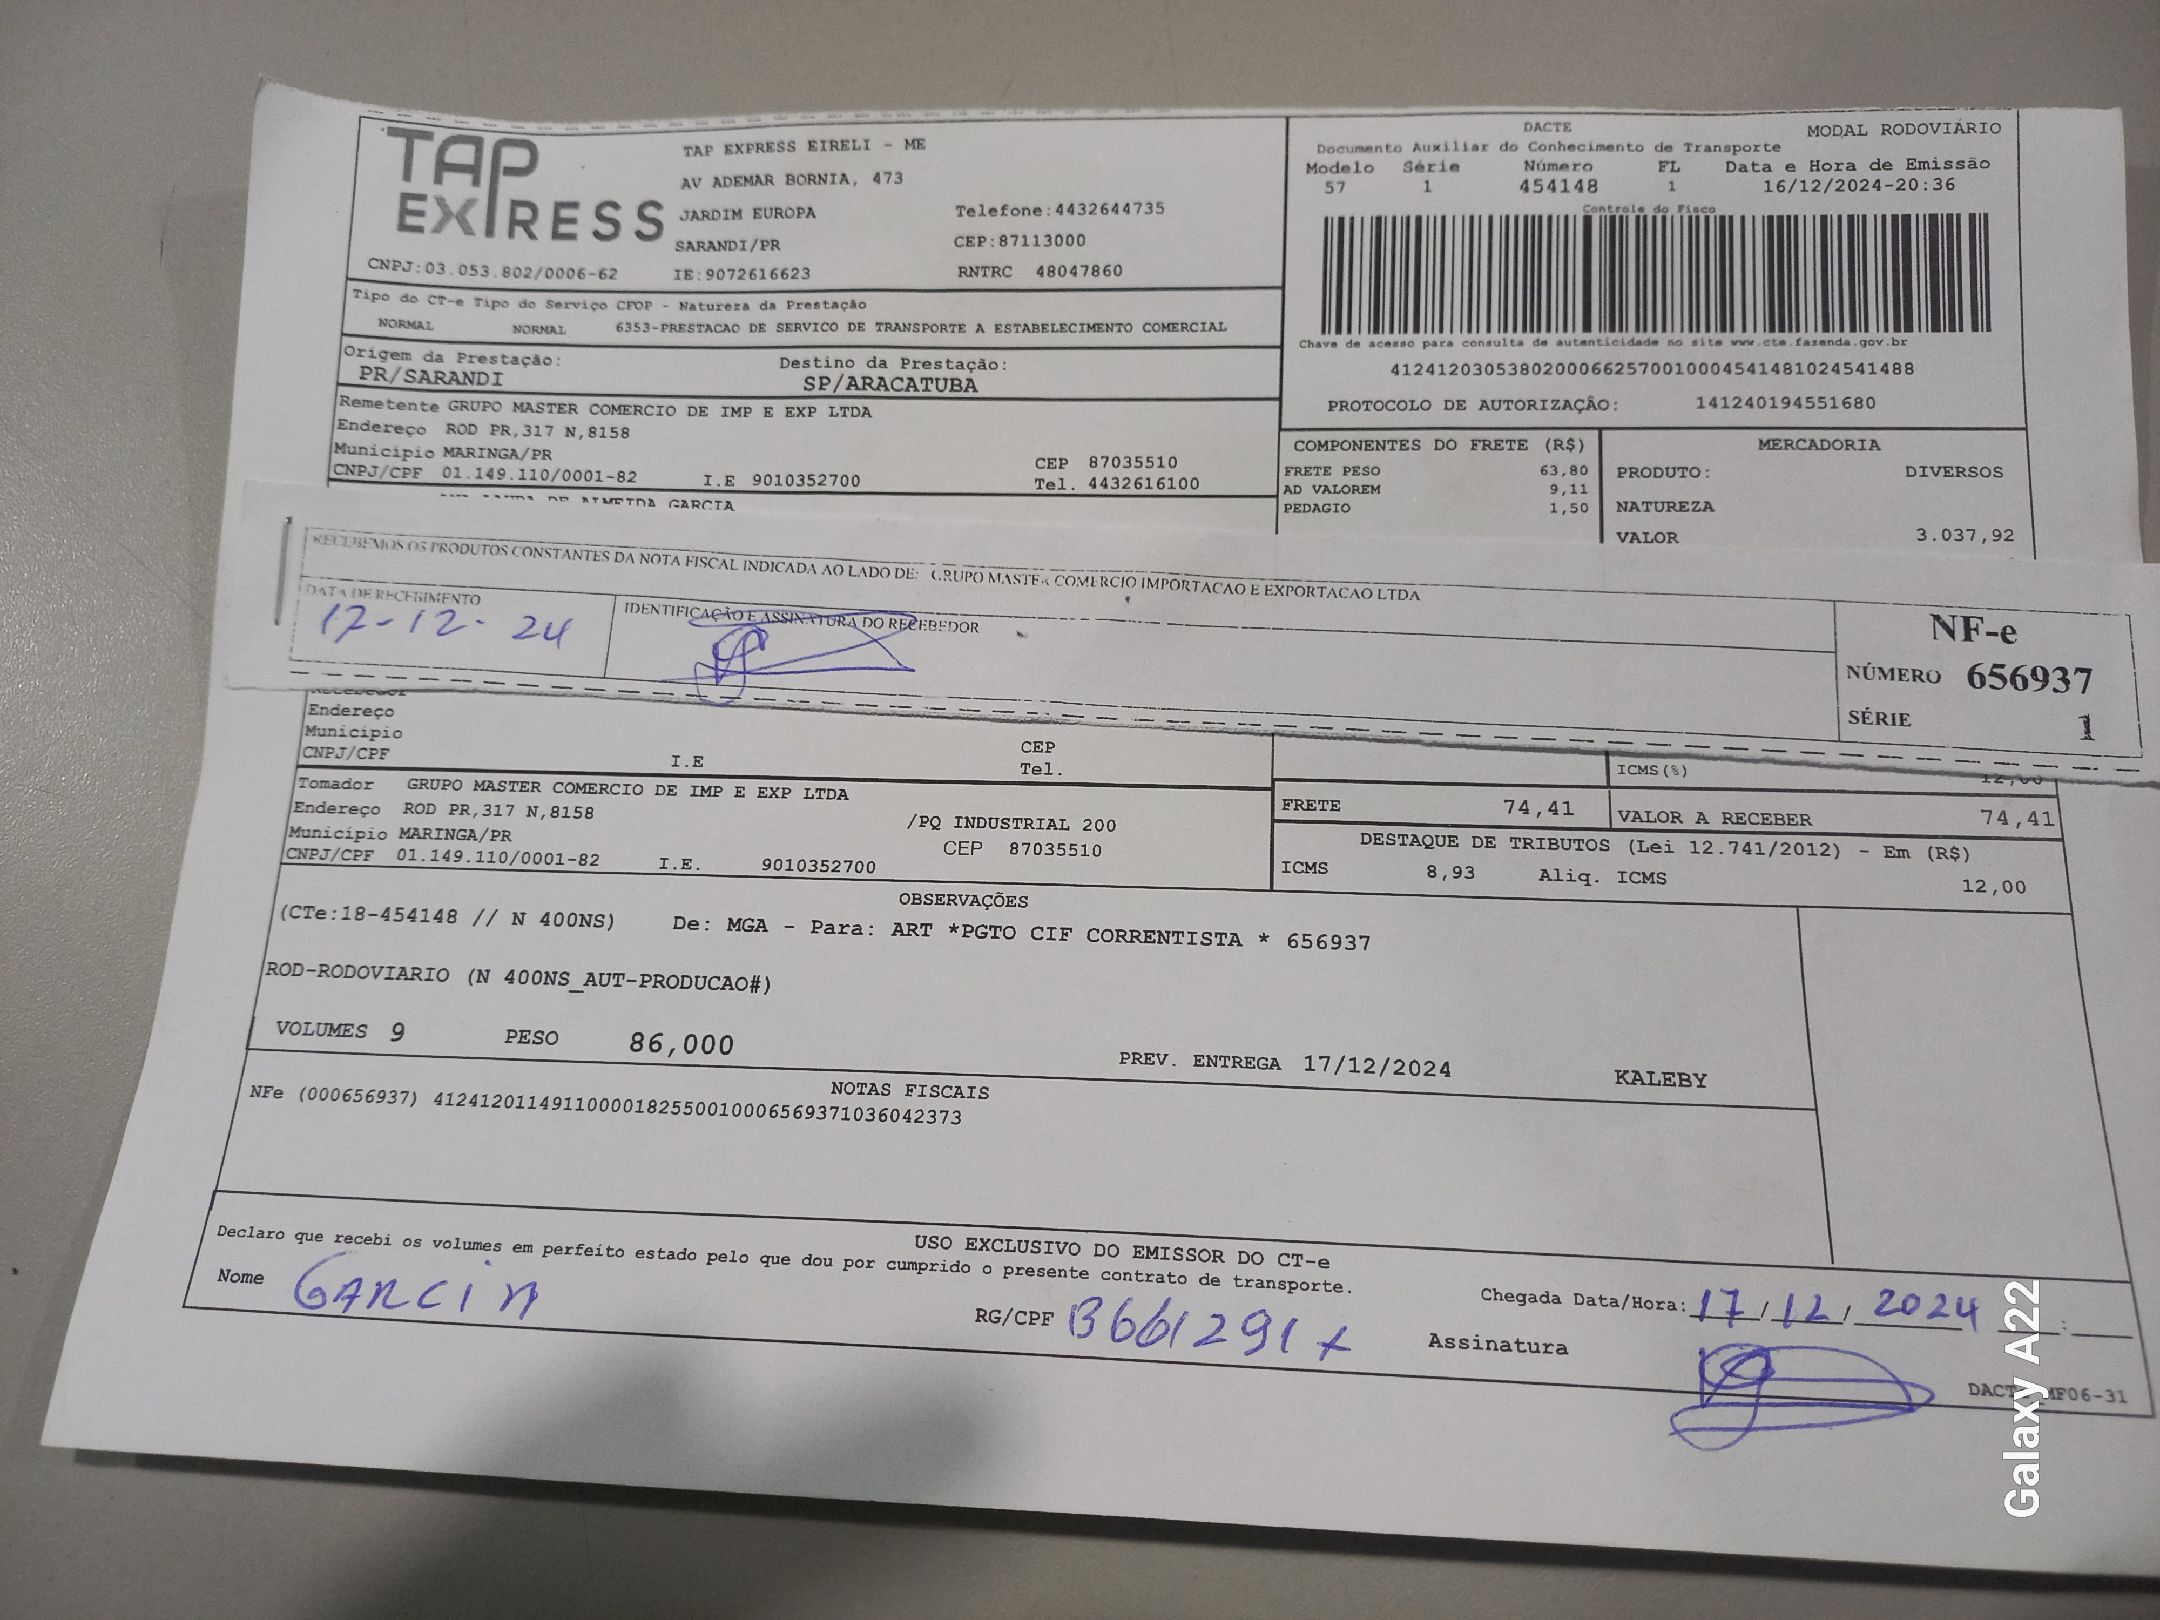 TAP EXPRESS
TAP EXPRESS EIRELI - ME
AV ADEMAR BORNIA, 473
JARDIM EUROPA Telefone:4432644735
SARANDI/PR CEP:87113000
CNPJ:03.053.802/0006-62 IE:9072616623 RNTRC 48047860
DACTE MODAL RODOVIÁRIO
Documento Auxiliar do Conhecimento de Transporte
Modelo Série Número FL Data e Hora de Emissão
57 1 454148 1 16/12/2024-20:36
Controle do Fisco
Chave de acesso para consulta de autenticidade no site www.cte.fazenda.gov.br
41241203053802000662570010004541481024541488
PROTOCOLO DE AUTORIZAÇÃO: 141240194551680
Tipo do CT-e Tipo do Serviço CFOP - Natureza da Prestação
NORMAL NORMAL 6353-PRESTACAO DE SERVICO DE TRANSPORTE A ESTABELECIMENTO COMERCIAL
Origem da Prestação: Destino da Prestação:
PR/SARANDI SP/ARACATUBA
Remetente GRUPO MASTER COMERCIO DE IMP E EXP LTDA
Endereço ROD PR,317 N,8158
Municipio MARINGA/PR CEP 87035510
CNPJ/CPF 01.149.110/0001-82 I.E 9010352700 Tel. 4432616100
DE ALMEIDA GARCIA
COMPONENTES DO FRETE (R$) MERCADORIA
FRETE PESO 63,80 PRODUTO: DIVERSOS
AD VALOREM 9,11
PEDAGIO 1,50 NATUREZA
VALOR 3.037,92
RECEBEMOS OS PRODUTOS CONSTANTES DA NOTA FISCAL INDICADA AO LADO DE: GRUPO MASTER COMERCIO IMPORTACAO E EXPORTACAO LTDA
DATA DE RECEBIMENTO IDENTIFICAÇÃO E ASSINATURA DO RECEBEDOR
17-12-24
NF-e
NÚMERO 656937
SÉRIE 1
Recebedor
Endereço
Municipio CEP
CNPJ/CPF I.E Tel.
ICMS(%) 12,00
Tomador GRUPO MASTER COMERCIO DE IMP E EXP LTDA
Endereço ROD PR,317 N,8158 /PQ INDUSTRIAL 200
Municipio MARINGA/PR CEP 87035510
CNPJ/CPF 01.149.110/0001-82 I.E. 9010352700
FRETE 74,41 VALOR A RECEBER 74,41
DESTAQUE DE TRIBUTOS (Lei 12.741/2012) - Em (R$)
ICMS 8,93 Aliq. ICMS 12,00
OBSERVAÇÕES
(CTe:18-454148 // N 400NS) De: MGA - Para: ART *PGTO CIF CORRENTISTA * 656937
ROD-RODOVIARIO (N 400NS_AUT-PRODUCAO#)
VOLUMES 9 PESO 86,000 PREV. ENTREGA 17/12/2024 KALEBY
NOTAS FISCAIS
NFe (000656937) 41241201149110000182550010006569371036042373
USO EXCLUSIVO DO EMISSOR DO CT-e
Declaro que recebi os volumes em perfeito estado pelo que dou por cumprido o presente contrato de transporte.
Nome GARCIA RG/CPF 13661291X Chegada Data/Hora: 17/12/2024 :
Assinatura
MF06-31
Galaxy A22